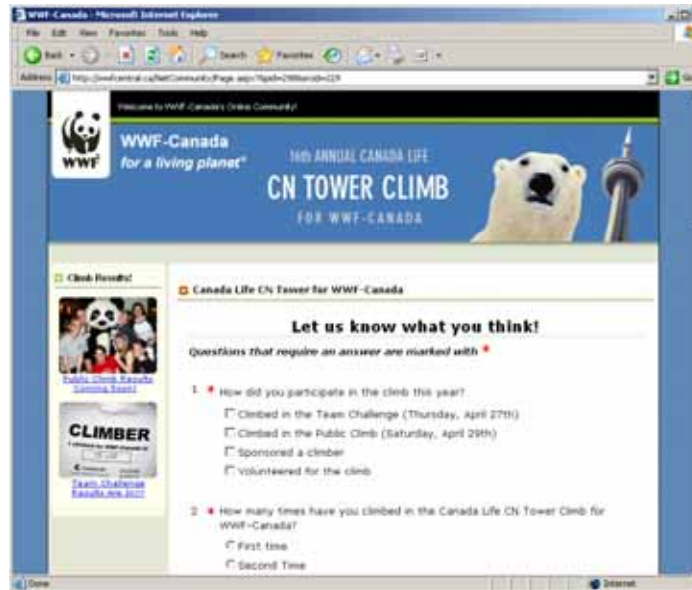 WWF-Canada - Microsoft Internet Explorer
File Edit View Favorites Tools Help
Back Search Favorites
Address
Welcome to WWF-Canada's Online Community!
WWF
WWF-Canada
for a living planet®
16th ANNUAL CANADA LIFE
CN TOWER CLIMB
FOR WWF-CANADA
Climb Results!
Public Climb Results
Coming Soon!
CLIMBER
Team Challenge
Results Are In!!
Canada Life CN Tower for WWF-Canada
Let us know what you think!
Questions that require an answer are marked with *
1 * How did you participate in the climb this year?
Climbed in the Team Challenge (Thursday, April 27th)
Climbed in the Public Climb (Saturday, April 29th)
Sponsored a climber
Volunteered for the climb
2 * How many times have you climbed in the Canada Life CN Tower Climb for
WWF-Canada?
First time
Second Time
Done
Internet